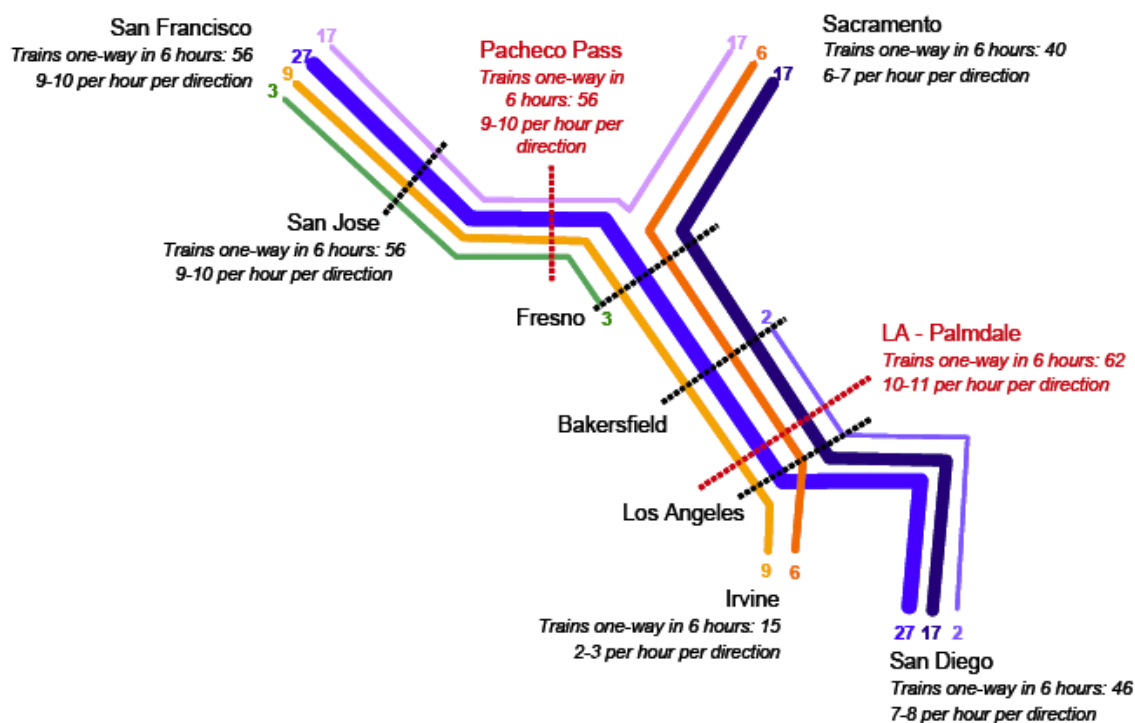 San Francisco
Trains one-way in 6 hours: 56
9-10 per hour per direction
17
27
9
3
Pacheco Pass
Trains one-way in
6 hours: 56
9-10 per hour per
direction
17
6
17
Sacramento
Trains one-way in 6 hours: 40
6-7 per hour per direction
San Jose
Trains one-way in 6 hours: 56
9-10 per hour per direction
Fresno
3
2
LA - Palmdale
Trains one-way in 6 hours: 62
10-11 per hour per direction
Bakersfield
Los Angeles
9
6
Irvine
Trains one-way in 6 hours: 15
2-3 per hour per direction
27
17
2
San Diego
Trains one-way in 6 hours: 46
7-8 per hour per direction